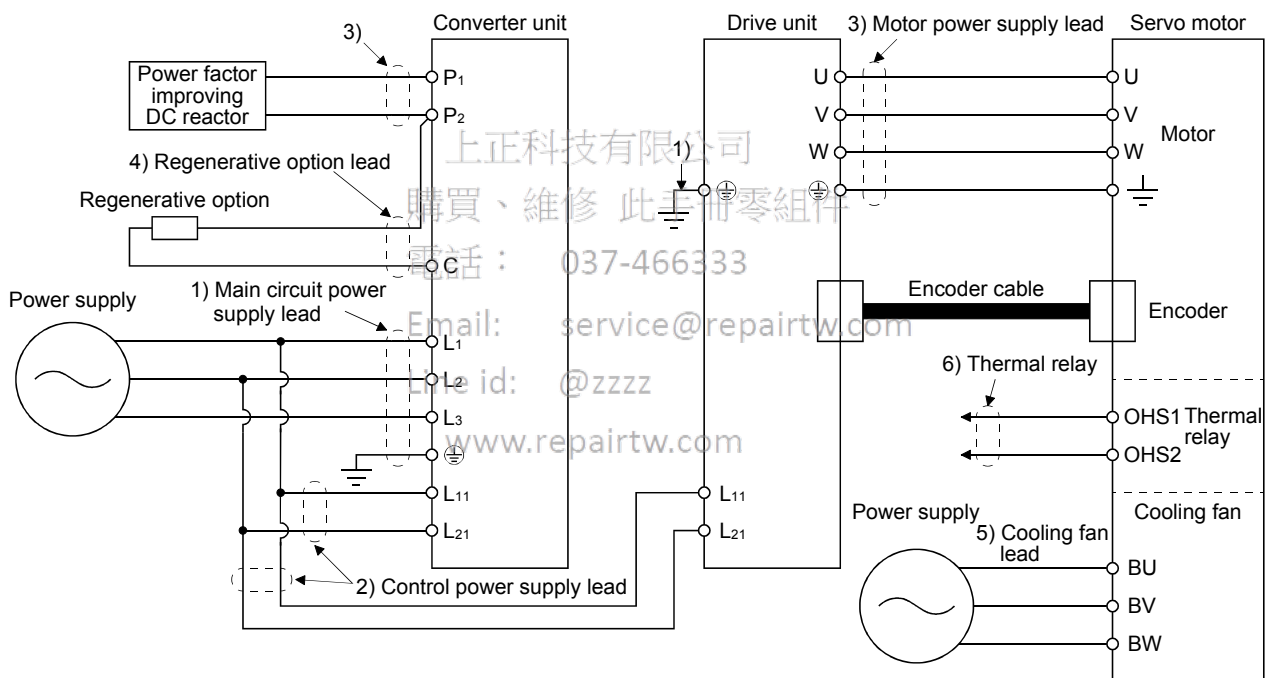 Converter unit
Drive unit
3) Motor power supply lead
Servo motor
3)
Power factor
improving
DC reactor
P1
P2
U
V
W
U
V
W
Motor
上正科技有限公司
1)
4) Regenerative option lead
Regenerative option
購買、維修 此手冊零組件
電話： 037-466333
C
Encoder cable
Encoder
Power supply
1) Main circuit power
supply lead
Email: service@repairtw.com
L1
L2
L3
Line id: @zzzz
www.repairtw.com
6) Thermal relay
OHS1 Thermal
relay
OHS2
L11
L21
L11
L21
2) Control power supply lead
Power supply
5) Cooling fan
lead
Cooling fan
BU
BV
BW